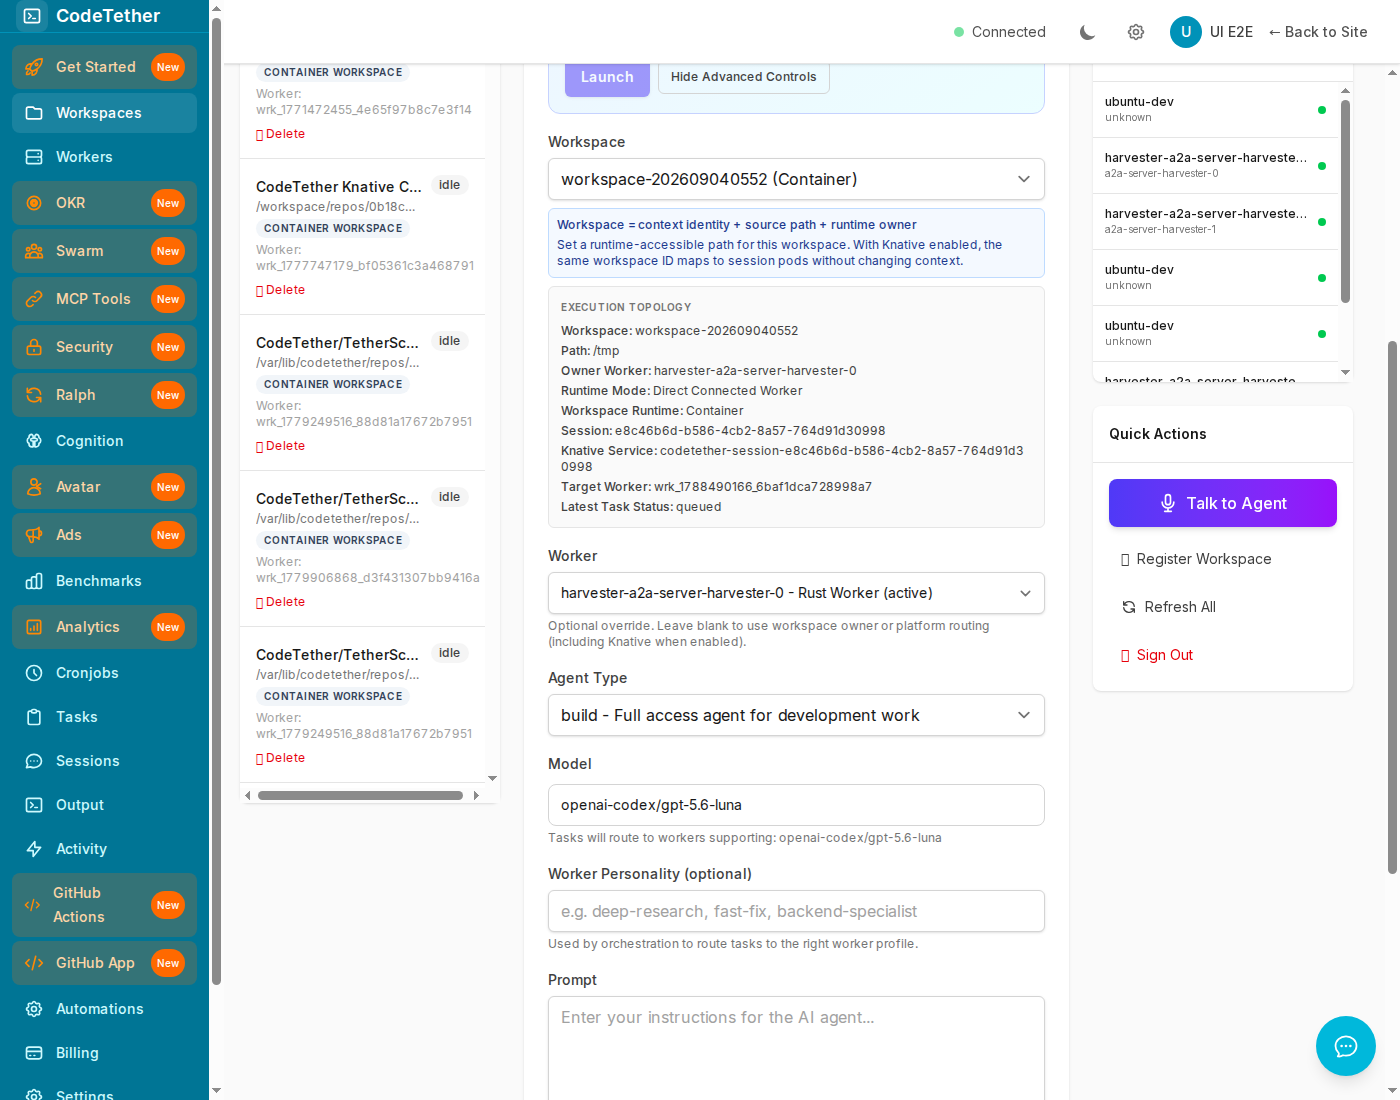 CodeTether
Get Started New
Workspaces
Workers
OKR New
Swarm New
MCP Tools New
Security New
Ralph New
Cognition
Avatar New
Ads New
Benchmarks
Analytics New
Cronjobs
Tasks
Sessions
Output
Activity
GitHub
Actions New
GitHub App New
Automations
Billing
Settings
Connected
U
UI E2E
← Back to Site
CONTAINER WORKSPACE
Worker:
wrk_1771472455_4e65f97b8c7e3f14
Delete
CodeTether Knative C... idle
/workspace/repos/0b18c...
CONTAINER WORKSPACE
Worker:
wrk_1777747179_bf05361c3a468791
Delete
CodeTether/TetherSc... idle
/var/lib/codetether/repos/...
CONTAINER WORKSPACE
Worker:
wrk_1779249516_88d81a17672b7951
Delete
CodeTether/TetherSc... idle
/var/lib/codetether/repos/...
CONTAINER WORKSPACE
Worker:
wrk_1779906868_d3f431307bb9416a
Delete
CodeTether/TetherSc... idle
/var/lib/codetether/repos/...
CONTAINER WORKSPACE
Worker:
wrk_1779249516_88d81a17672b7951
Delete
Launch
Hide Advanced Controls
Workspace
workspace-202609040552 (Container)
Workspace = context identity + source path + runtime owner
Set a runtime-accessible path for this workspace. With Knative enabled, the
same workspace ID maps to session pods without changing context.
EXECUTION TOPOLOGY
Workspace: workspace-202609040552
Path: /tmp
Owner Worker: harvester-a2a-server-harvester-0
Runtime Mode: Direct Connected Worker
Workspace Runtime: Container
Session: e8c46b6d-b586-4cb2-8a57-764d91d30998
Knative Service: codetether-session-e8c46b6d-b586-4cb2-8a57-764d91d3
0998
Target Worker: wrk_1788490166_6baf1dca728998a7
Latest Task Status: queued
Worker
harvester-a2a-server-harvester-0 - Rust Worker (active)
Optional override. Leave blank to use workspace owner or platform routing
(including Knative when enabled).
Agent Type
build - Full access agent for development work
Model
openai-codex/gpt-5.6-luna
Tasks will route to workers supporting: openai-codex/gpt-5.6-luna
Worker Personality (optional)
e.g. deep-research, fast-fix, backend-specialist
Used by orchestration to route tasks to the right worker profile.
Prompt
Enter your instructions for the AI agent...
ubuntu-dev
unknown
harvester-a2a-server-harveste...
a2a-server-harvester-0
harvester-a2a-server-harveste...
a2a-server-harvester-1
ubuntu-dev
unknown
ubuntu-dev
unknown
harvester-a2a-server-harveste...
Quick Actions
Talk to Agent
Register Workspace
Refresh All
Sign Out